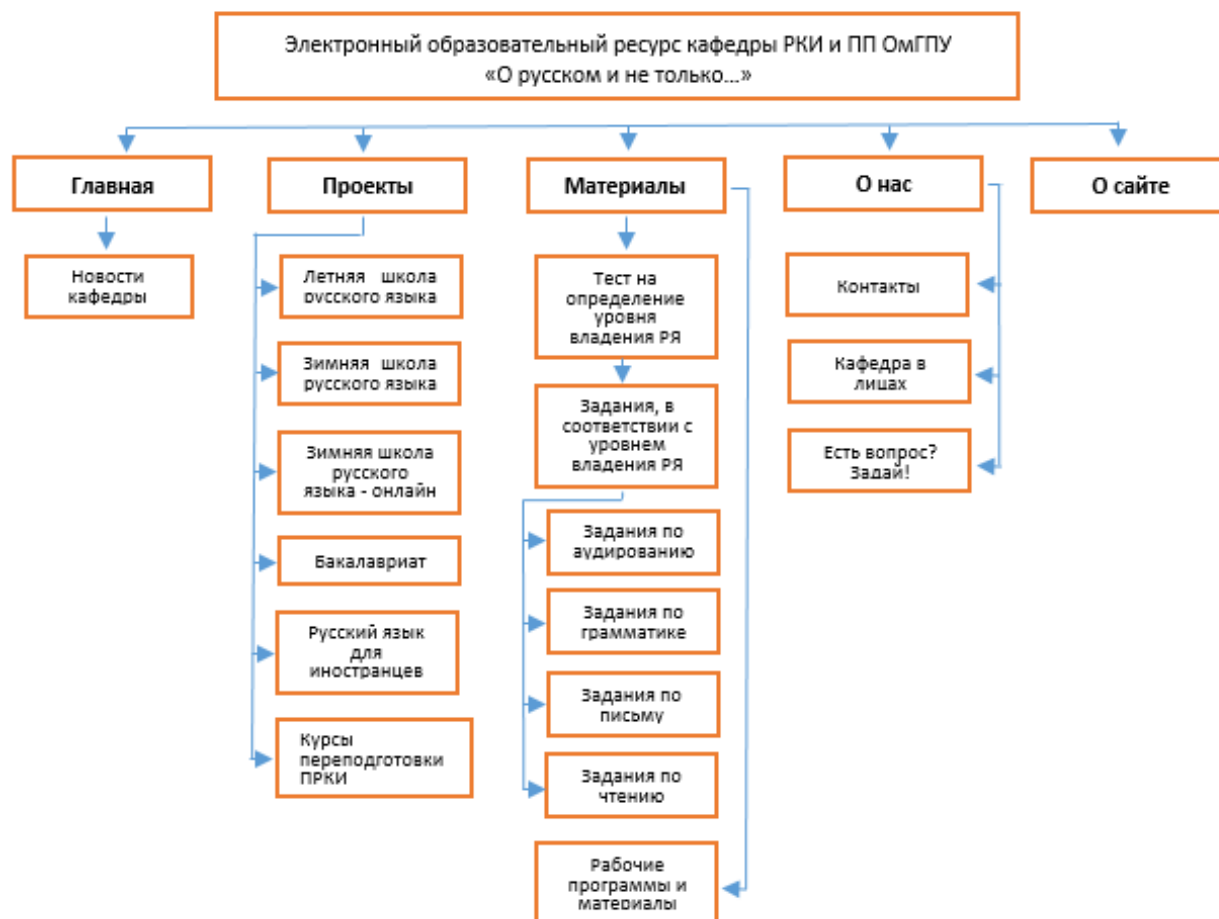 Электронный образовательный ресурс кафедры РКИ и ПП ОмГПУ
«О русском и не только…»
Главная
Проекты
Материалы
О нас
О сайте
Новости
кафедры
Летняя школа
русского языка
Зимняя школа
русского языка
Зимняя школа
русского
языка - онлайн
Бакалавриат
Русский язык
для
иностранцев
Курсы
переподготовки
ПРКИ
Тест на
определение
уровня
владения РЯ
Задания, в
соответствии с
уровнем
владения РЯ
Задания по
аудированию
Задания по
грамматике
Задания по
письму
Задания по
чтению
Рабочие
программы и
материалы
Контакты
Кафедра в
лицах
Есть вопрос?
Задай!